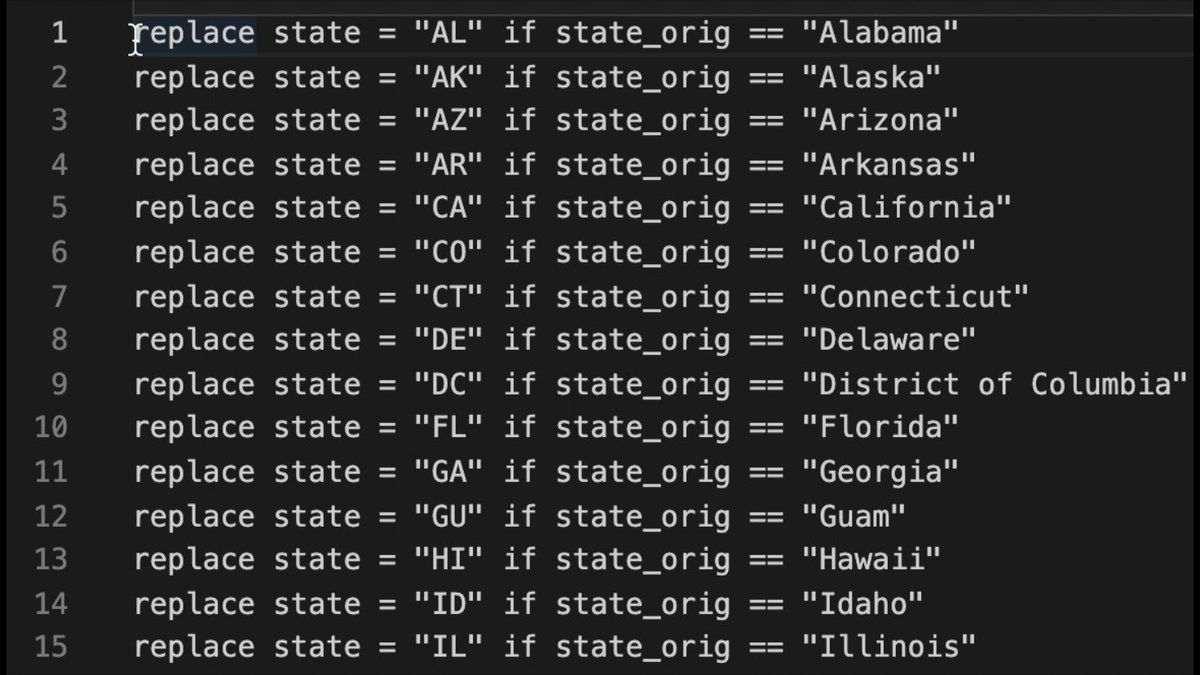 1 replace state = "AL" if state_orig == "Alabama"
2 replace state = "AK" if state_orig == "Alaska"
3 replace state = "AZ" if state_orig == "Arizona"
4 replace state = "AR" if state_orig == "Arkansas"
5 replace state = "CA" if state_orig == "California"
6 replace state = "CO" if state_orig == "Colorado"
7 replace state = "CT" if state_orig == "Connecticut"
8 replace state = "DE" if state_orig == "Delaware"
9 replace state = "DC" if state_orig == "District of Columbia"
10 replace state = "FL" if state_orig == "Florida"
11 replace state = "GA" if state_orig == "Georgia"
12 replace state = "GU" if state_orig == "Guam"
13 replace state = "HI" if state_orig == "Hawaii"
14 replace state = "ID" if state_orig == "Idaho"
15 replace state = "IL" if state_orig == "Illinois"